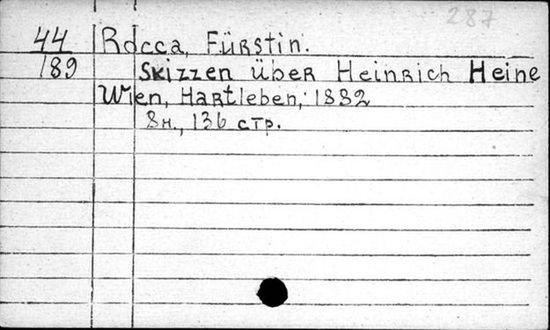 287
44 Rocca, Fürstin.
189 Skizzen über Heinrich Heine
Wien, Hartleben, 1882
8н., 136 стр.